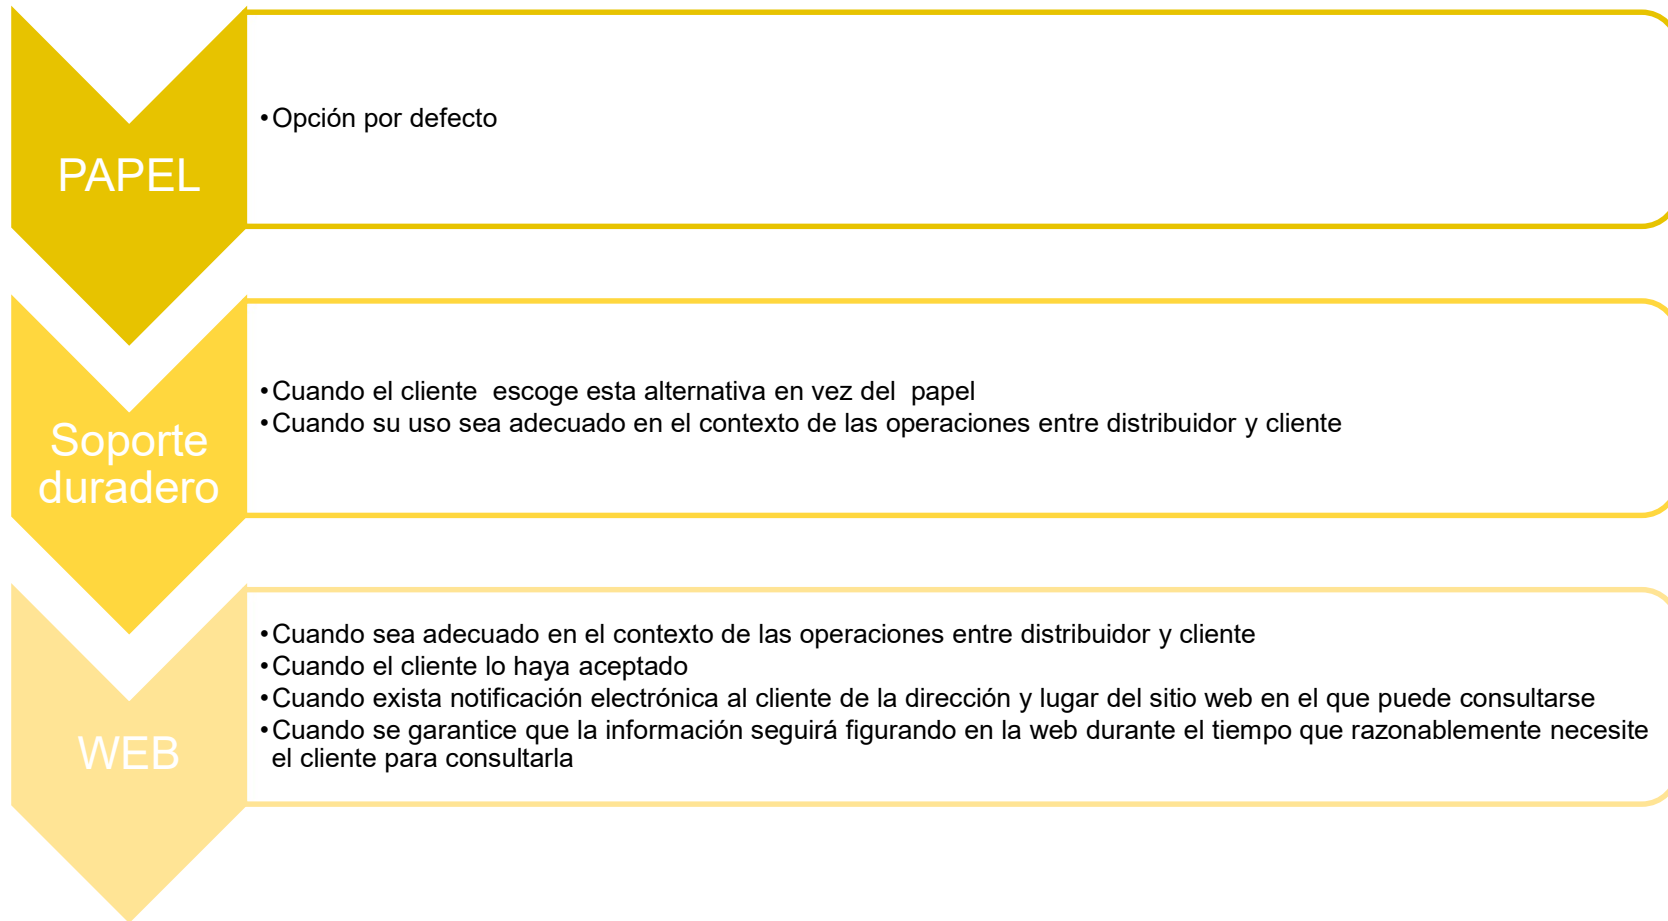 PAPEL
•Opción por defecto
Soporte
duradero
•Cuando el cliente  escoge esta alternativa en vez del  papel
•Cuando su uso sea adecuado en el contexto de las operaciones entre distribuidor y cliente
WEB
•Cuando sea adecuado en el contexto de las operaciones entre distribuidor y cliente
•Cuando el cliente lo haya aceptado
•Cuando exista notificación electrónica al cliente de la dirección y lugar del sitio web en el que puede consultarse
•Cuando se garantice que la información seguirá figurando en la web durante el tiempo que razonablemente necesite
el cliente para consultarla